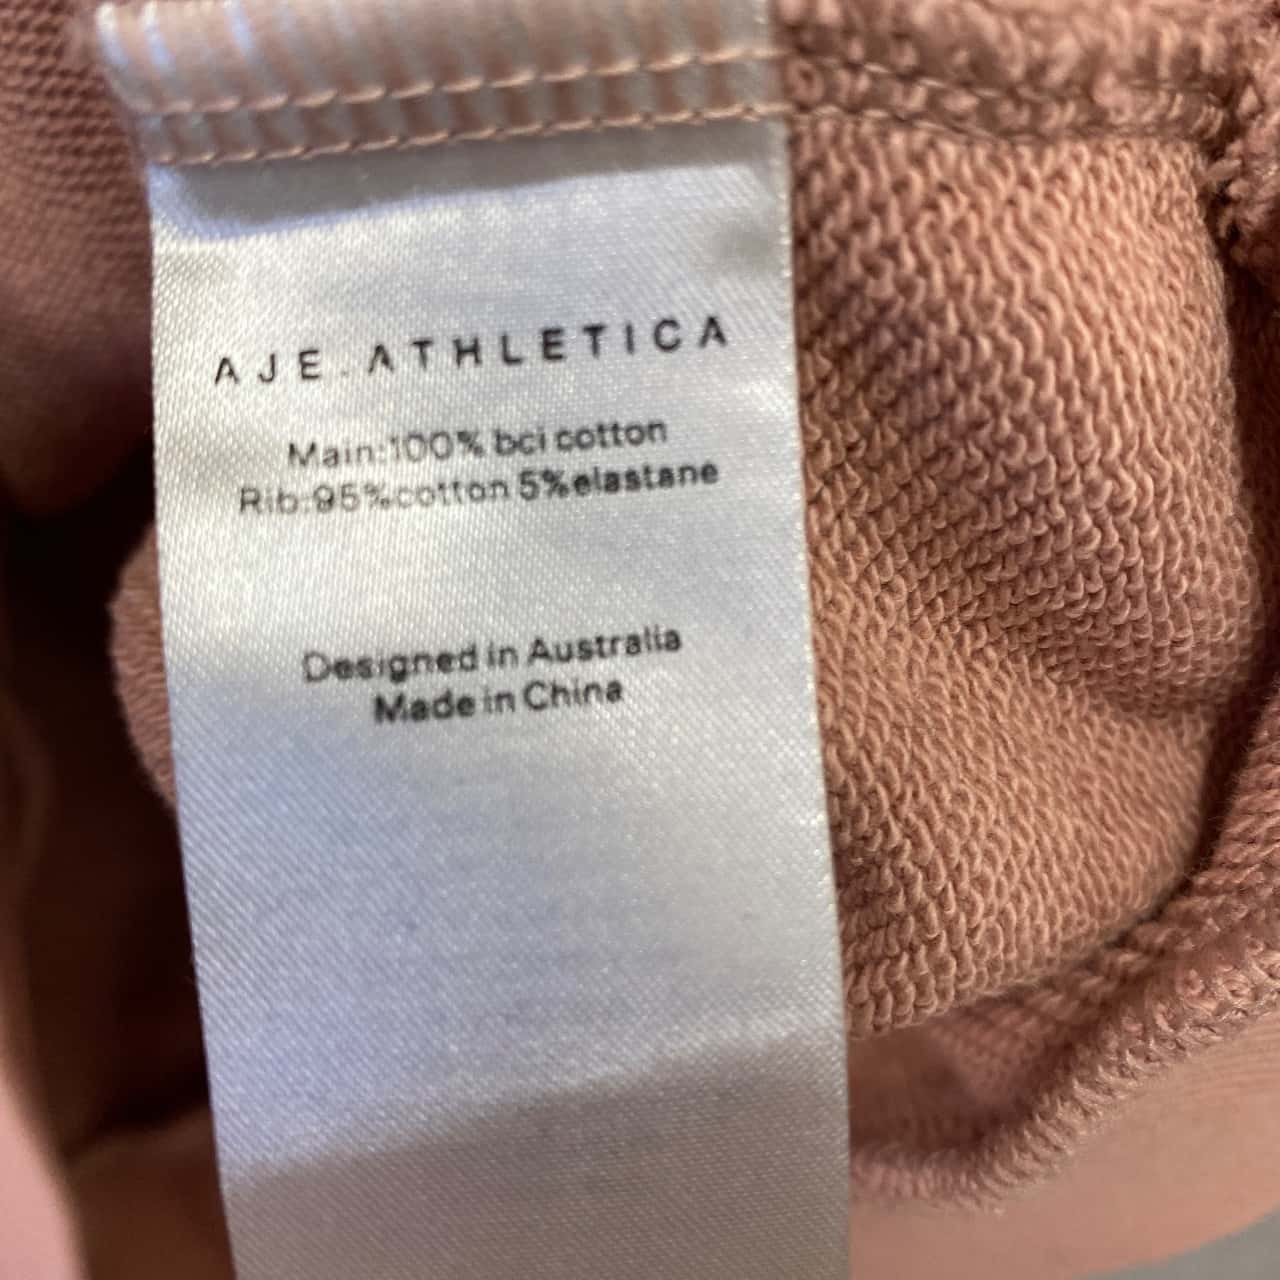 AJE.ATHLETICA
Main:100% bci cotton
Rib:95%cotton 5%elastane
Designed in Australia
Made in China